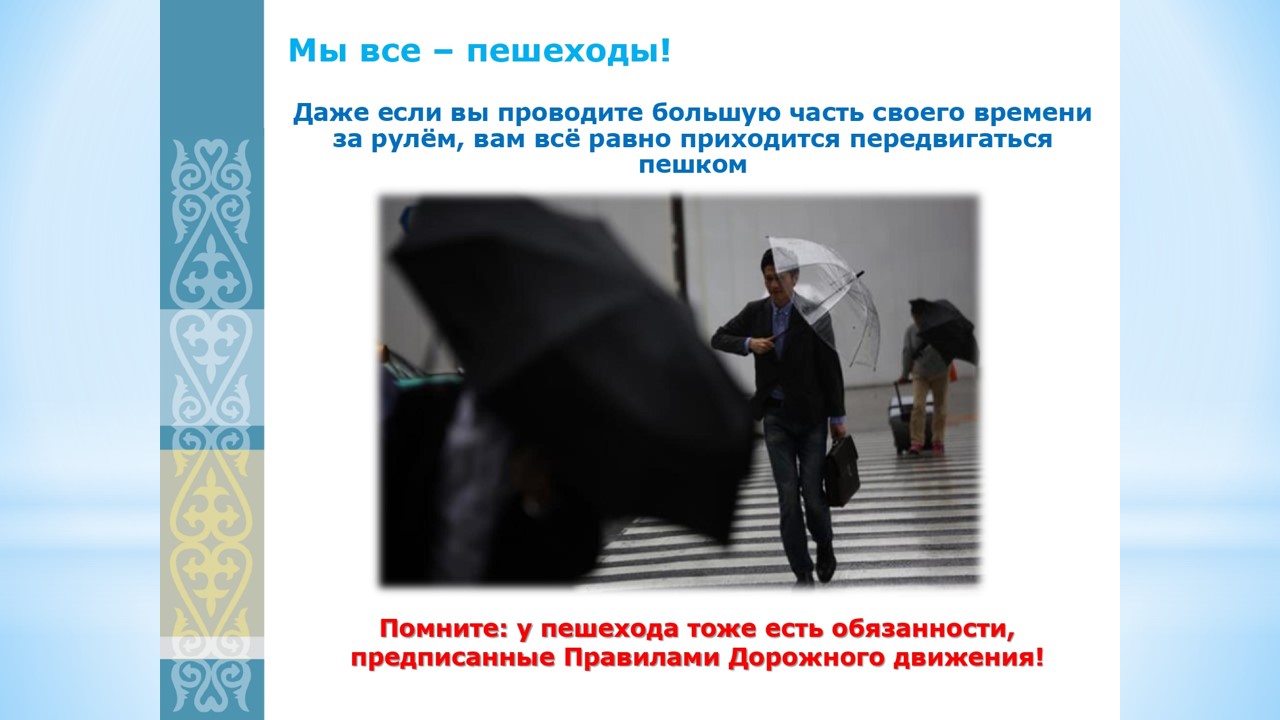 Мы все – пешеходы!
Даже если вы проводите большую часть своего времени
за рулём, вам всё равно приходится передвигаться
пешком
Помните: у пешехода тоже есть обязанности,
предписанные Правилами Дорожного движения!